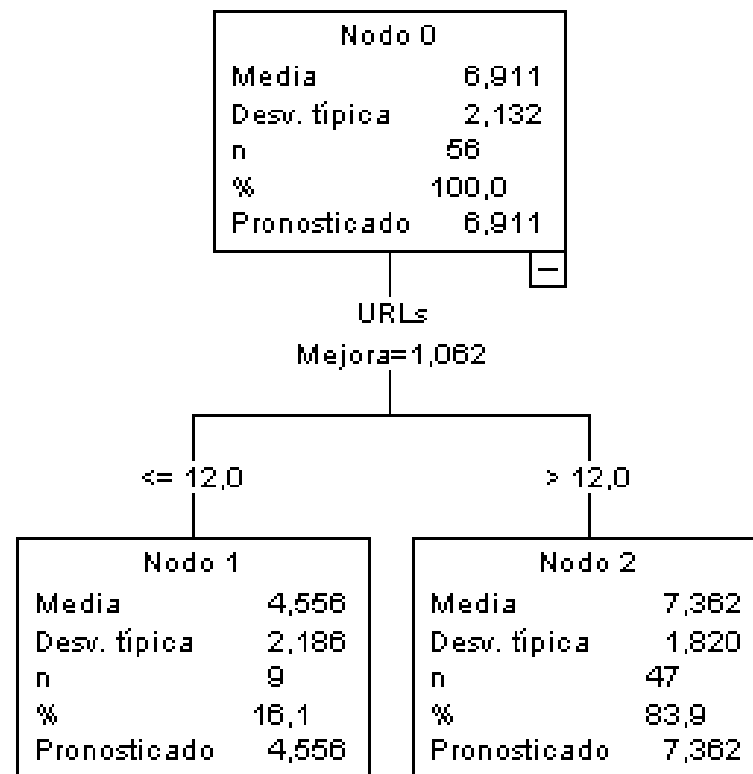 Nodo 0
Media 6,911
Desv. típica 2,132
n 56
% 100,0
Pronosticado 6,911
URLs
Mejora=1,062
<= 12,0
> 12,0
Nodo 1
Media 4,556
Desv. típica 2,186
n 9
% 16,1
Pronosticado 4,556
Nodo 2
Media 7,362
Desv. típica 1,820
n 47
% 83,9
Pronosticado 7,362